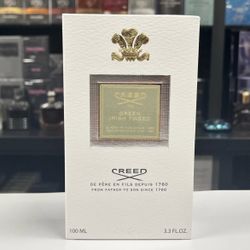 CREED
GREEN
IRISH TWEED
CREED
DE PÈRE EN FILS DEPUIS 1760
FROM FATHER TO SON SINCE 1760
100 ML
3.3 FL.OZ.